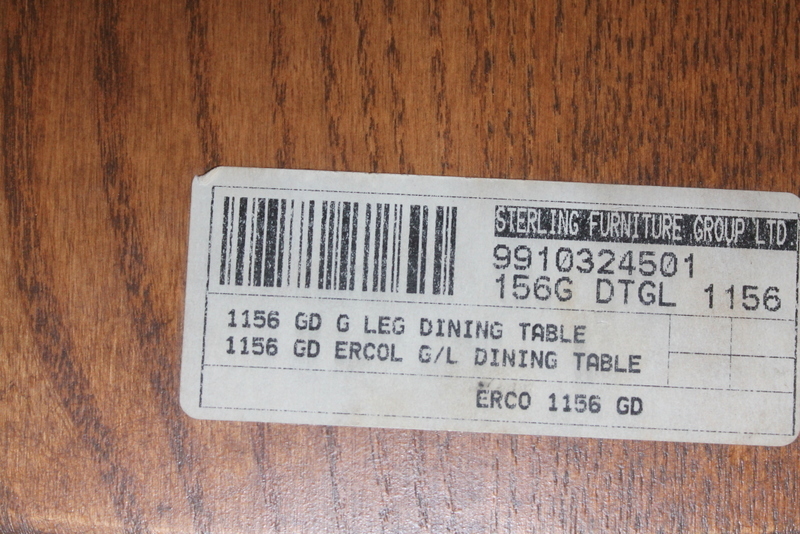 STERLING FURNITURE GROUP LTD.
9910324501
156G DTGL 1156
1156 GD G LEG DINING TABLE
1156 GD ERCOL G/L DINING TABLE
ERCO 1156 GD